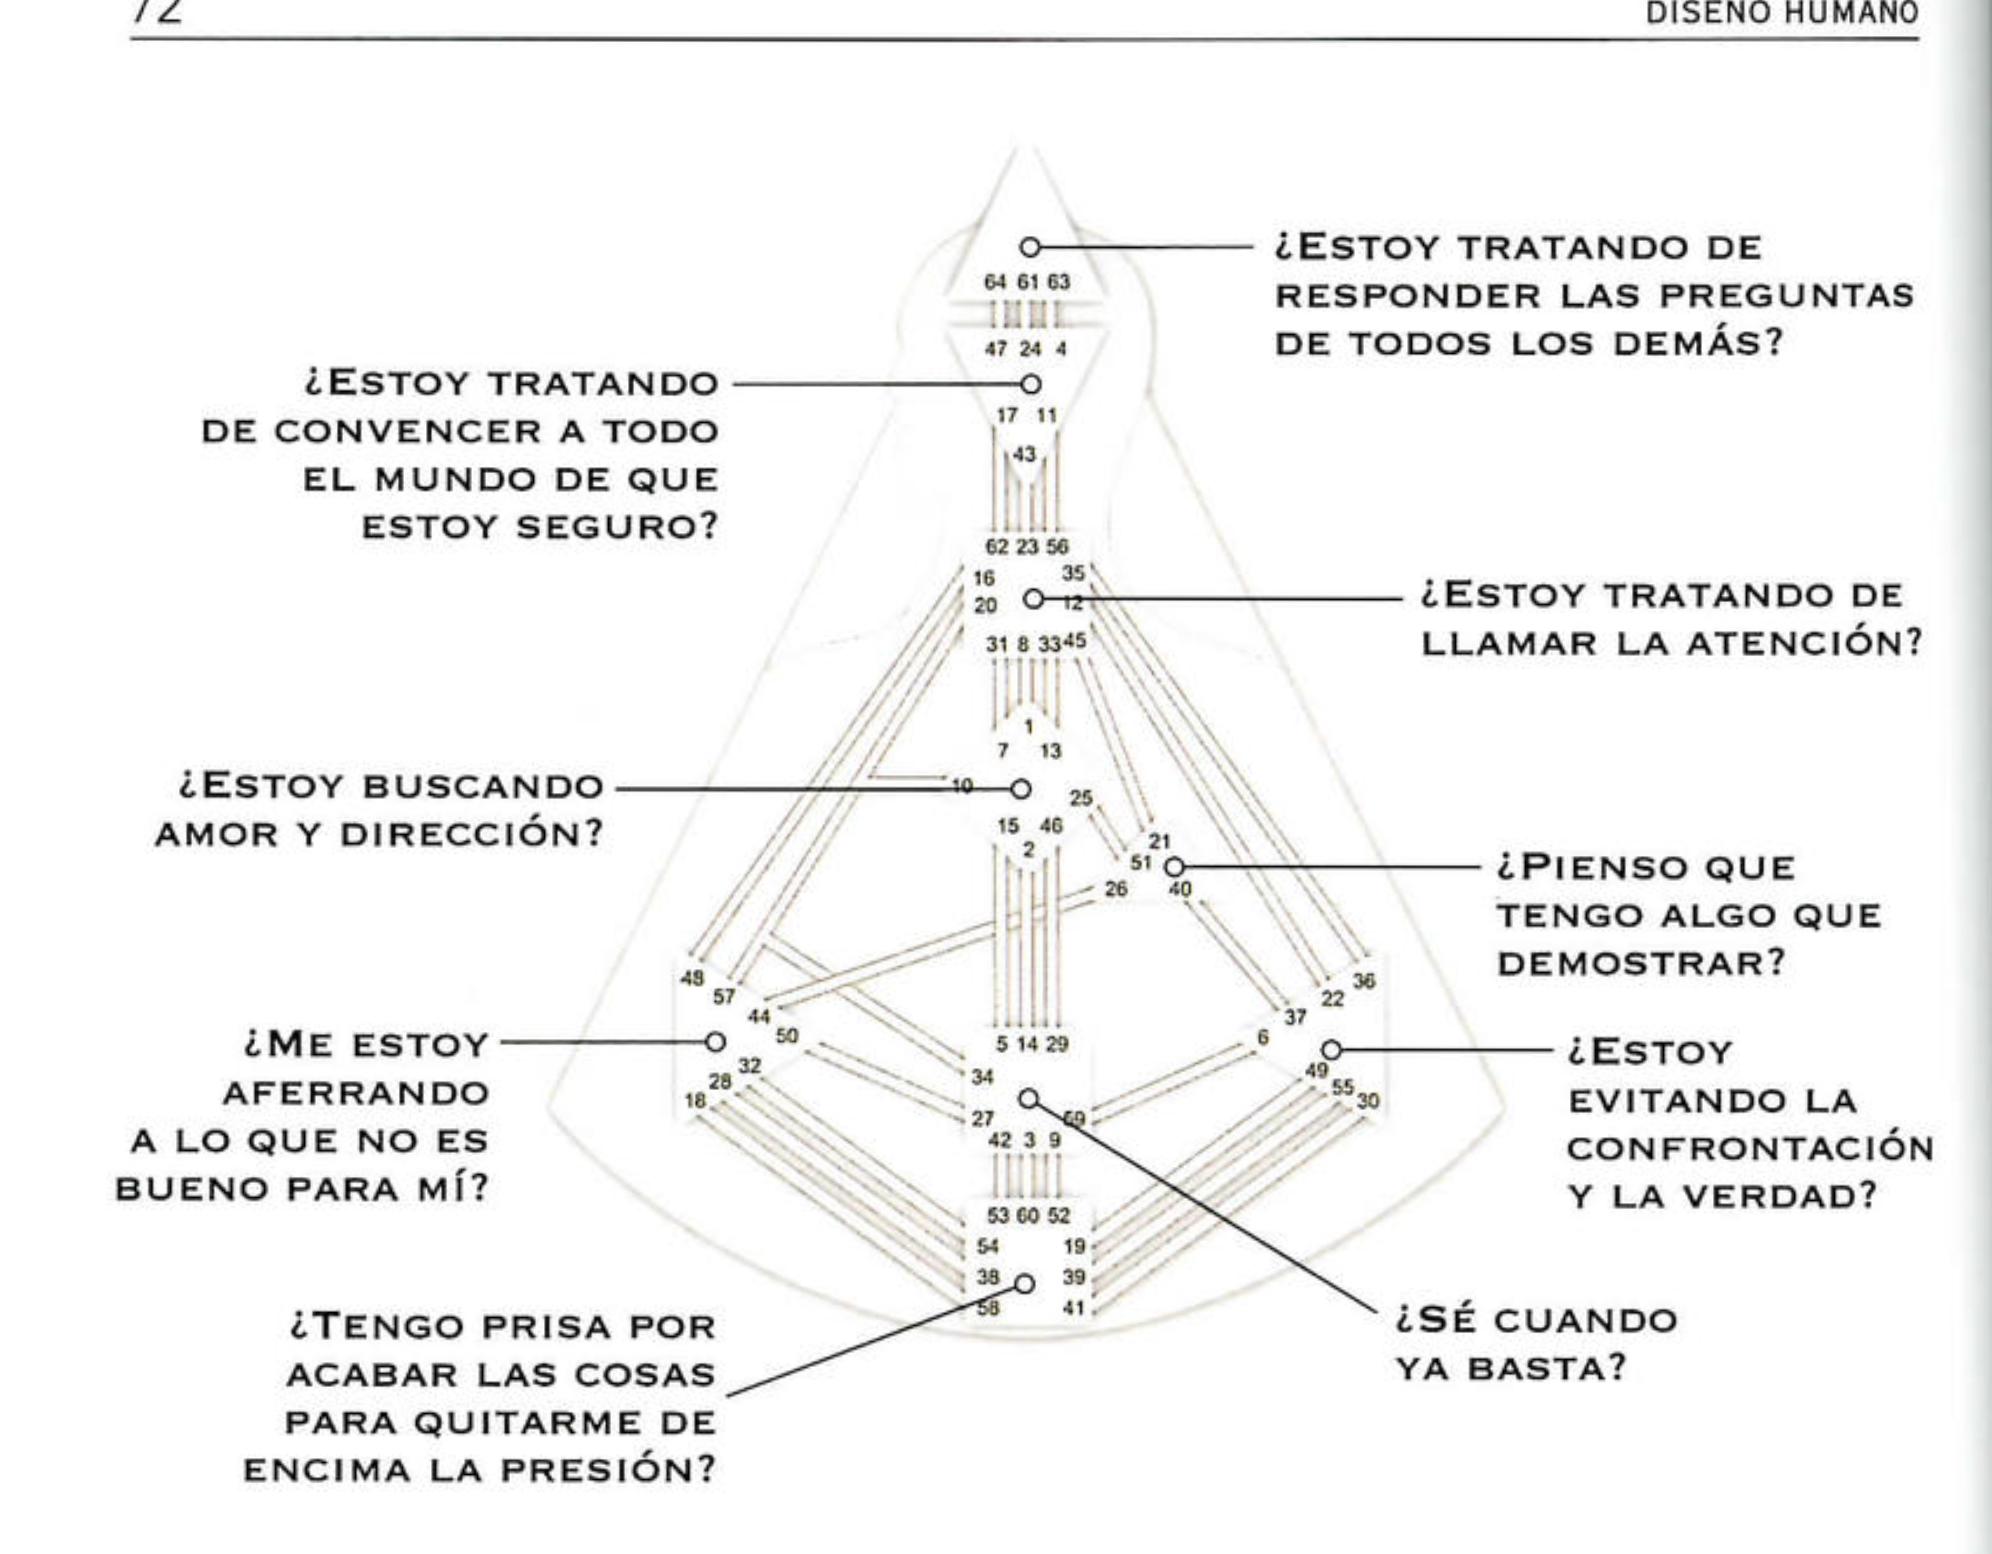 72
DISEÑO HUMANO
¿ESTOY TRATANDO DE
RESPONDER LAS PREGUNTAS
DE TODOS LOS DEMÁS?
64 61 63
47 24 4
¿ESTOY TRATANDO
DE CONVENCER A TODO
EL MUNDO DE QUE
ESTOY SEGURO?
17 11
43
62 23 56
16 35
20 12
31 8 33 45
¿ESTOY TRATANDO DE
LLAMAR LA ATENCIÓN?
1
7 13
10
25
15 46
2
¿ESTOY BUSCANDO
AMOR Y DIRECCIÓN?
21
51
26 40
¿PIENSO QUE
TENGO ALGO QUE
DEMOSTRAR?
48
57
44
50
32
28
18
¿ME ESTOY
AFERRANDO
A LO QUE NO ES
BUENO PARA MÍ?
36
22
37
6
49
55
30
¿ESTOY
EVITANDO LA
CONFRONTACIÓN
Y LA VERDAD?
5 14 29
34
27 59
42 3 9
¿SÉ CUANDO
YA BASTA?
53 60 52
54 19
38 39
58 41
¿TENGO PRISA POR
ACABAR LAS COSAS
PARA QUITARME DE
ENCIMA LA PRESIÓN?